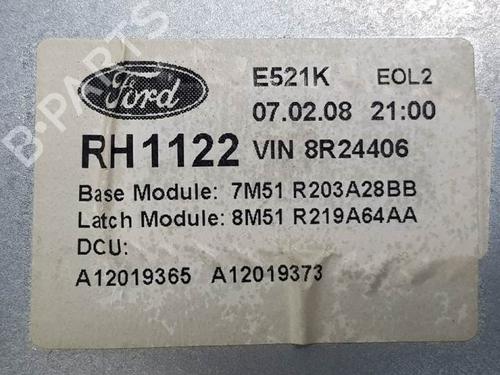 Ford E521K EOL2
07.02.08 21:00
RH1122 VIN 8R24406
Base Module: 7M51 R203A28BB
Latch Module: 8M51 R219A64AA
DCU:
A12019365 A12019373
B-PARTS